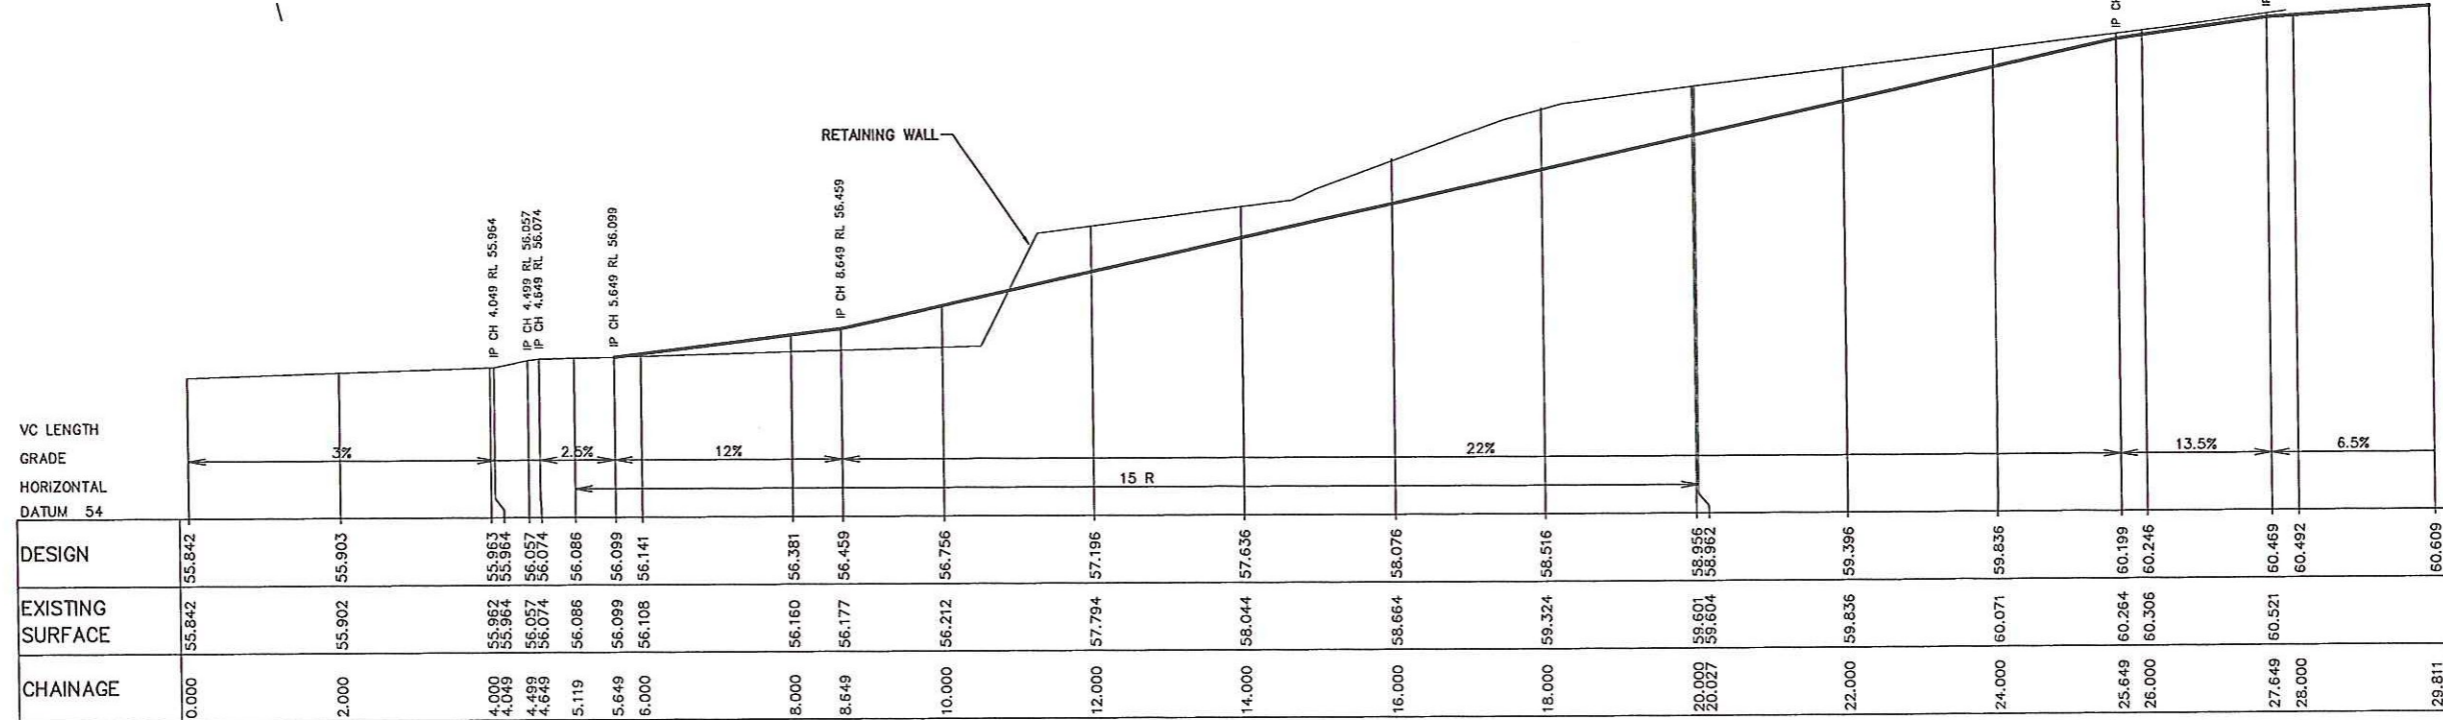 RETAINING WALL
IP CH 4.049 RL 55.964
IP CH 4.499 RL 56.057
IP CH 4.649 RL 56.074
IP CH 5.649 RL 56.099
IP CH 8.649 RL 56.459
IP CH
VC LENGTH
GRADE 3% 2.5% 12% 22% 13.5% 6.5%
HORIZONTAL 15 R
DATUM 54
DESIGN 55.842 55.903 55.963 55.964 56.057 56.074 56.086 56.099 56.141 56.381 56.459 56.756 57.196 57.636 58.076 58.516 58.956 58.962 59.396 59.836 60.199 60.246 60.469 60.492 60.609
EXISTING
SURFACE 55.842 55.902 55.962 55.964 56.057 56.074 56.086 56.099 56.108 56.160 56.177 56.212 57.794 58.044 58.664 59.324 59.601 59.604 59.836 60.071 60.264 60.306 60.521
CHAINAGE 0.000 2.000 4.000 4.049 4.499 4.649 5.119 5.649 6.000 8.000 8.649 10.000 12.000 14.000 16.000 18.000 20.000 20.027 22.000 24.000 25.649 26.000 27.649 28.000 29.811